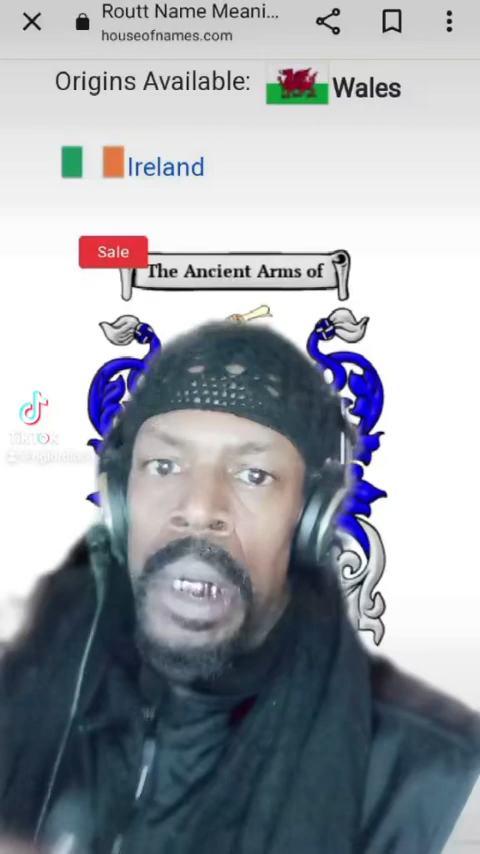 Routt Name Meani...
houseofnames.com
Origins Available:
Wales
Ireland
Sale
The Ancient Arms of
TikTok